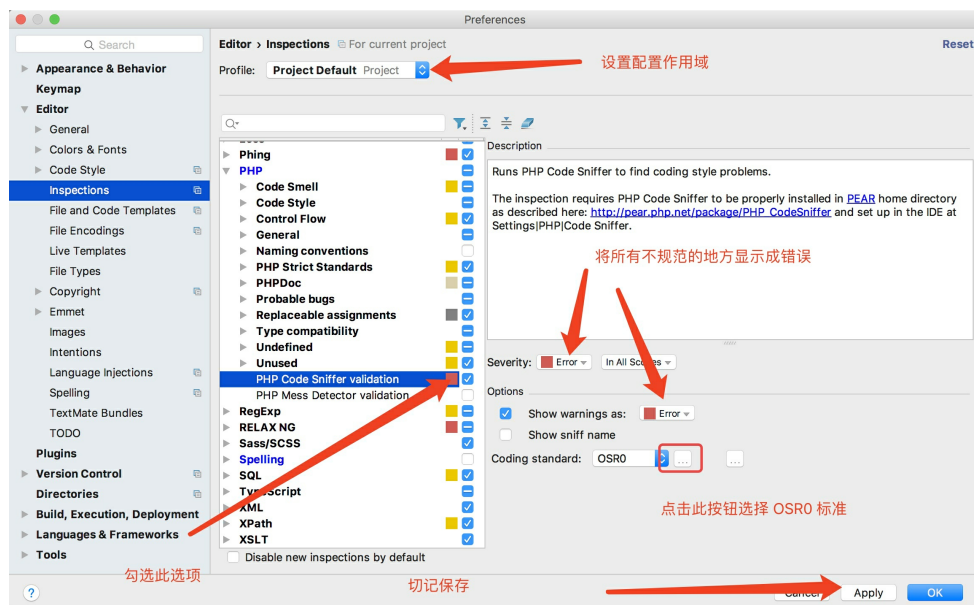 Preferences
Search
Editor › Inspections For current project
Reset
Appearance & Behavior
Keymap
Editor
General
Colors & Fonts
Code Style
Inspections
File and Code Templates
File Encodings
Live Templates
File Types
Copyright
Emmet
Images
Intentions
Language Injections
Spelling
TextMate Bundles
TODO
Plugins
Version Control
Directories
Build, Execution, Deployment
Languages & Frameworks
Tools
Profile: Project Default Project
设置配置作用域
Phing
PHP
Code Smell
Code Style
Control Flow
General
Naming conventions
PHP Strict Standards
PHPDoc
Probable bugs
Replaceable assignments
Type compatibility
Undefined
Unused
PHP Code Sniffer validation
PHP Mess Detector validation
RegExp
RELAX NG
Sass/SCSS
Spelling
SQL
TypeScript
XML
XPath
XSLT
Disable new inspections by default
Description
Runs PHP Code Sniffer to find coding style problems.
The inspection requires PHP Code Sniffer to be properly installed in PEAR home directory
as described here: http://pear.php.net/package/PHP_CodeSniffer and set up in the IDE at
Settings|PHP|Code Sniffer.
将所有不规范的地方显示成错误
Severity: Error In All Scopes
Options
Show warnings as: Error
Show sniff name
Coding standard: OSR0 ... ...
点击此按钮选择 OSR0 标准
勾选此选项
切记保存
? Cancel Apply OK